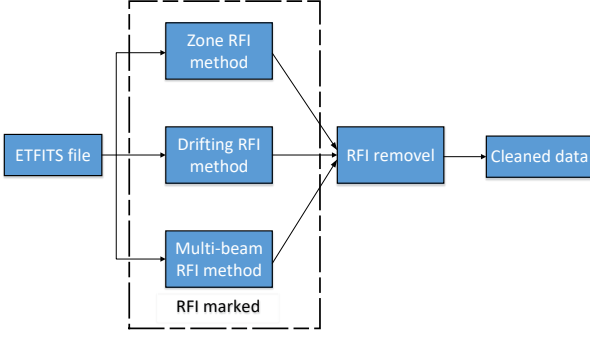 Zone RFI
method
ETFITS file
Drifting RFI
method
RFI removel
Cleaned data
Multi-beam
RFI method
RFI marked